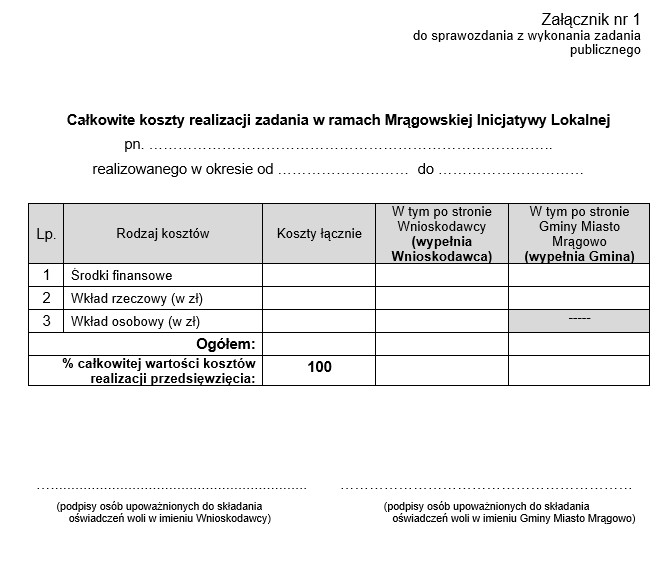 Załącznik nr 1
do sprawozdania z wykonania zadania
publicznego
Całkowite koszty realizacji zadania w ramach Mrągowskiej Inicjatywy Lokalnej
pn. ……………………………………………………………………….
realizowanego w okresie od ……………………… do …………………………
Lp.
Rodzaj kosztów
Koszty łącznie
W tym po stronie
Wnioskodawcy
(wypełnia
Wnioskodawca)
W tym po stronie
Gminy Miasto
Mrągowo
(wypełnia Gmina)
1 Środki finansowe
2 Wkład rzeczowy (w zł)
3 Wkład osobowy (w zł) -----
Ogółem:
% całkowitej wartości kosztów
realizacji przedsięwzięcia:
100
…............................................................................
(podpisy osób upoważnionych do składania
oświadczeń woli w imieniu Wnioskodawcy)
……………………………………………………
(podpisy osób upoważnionych do składania
oświadczeń woli w imieniu Gminy Miasto Mrągowo)